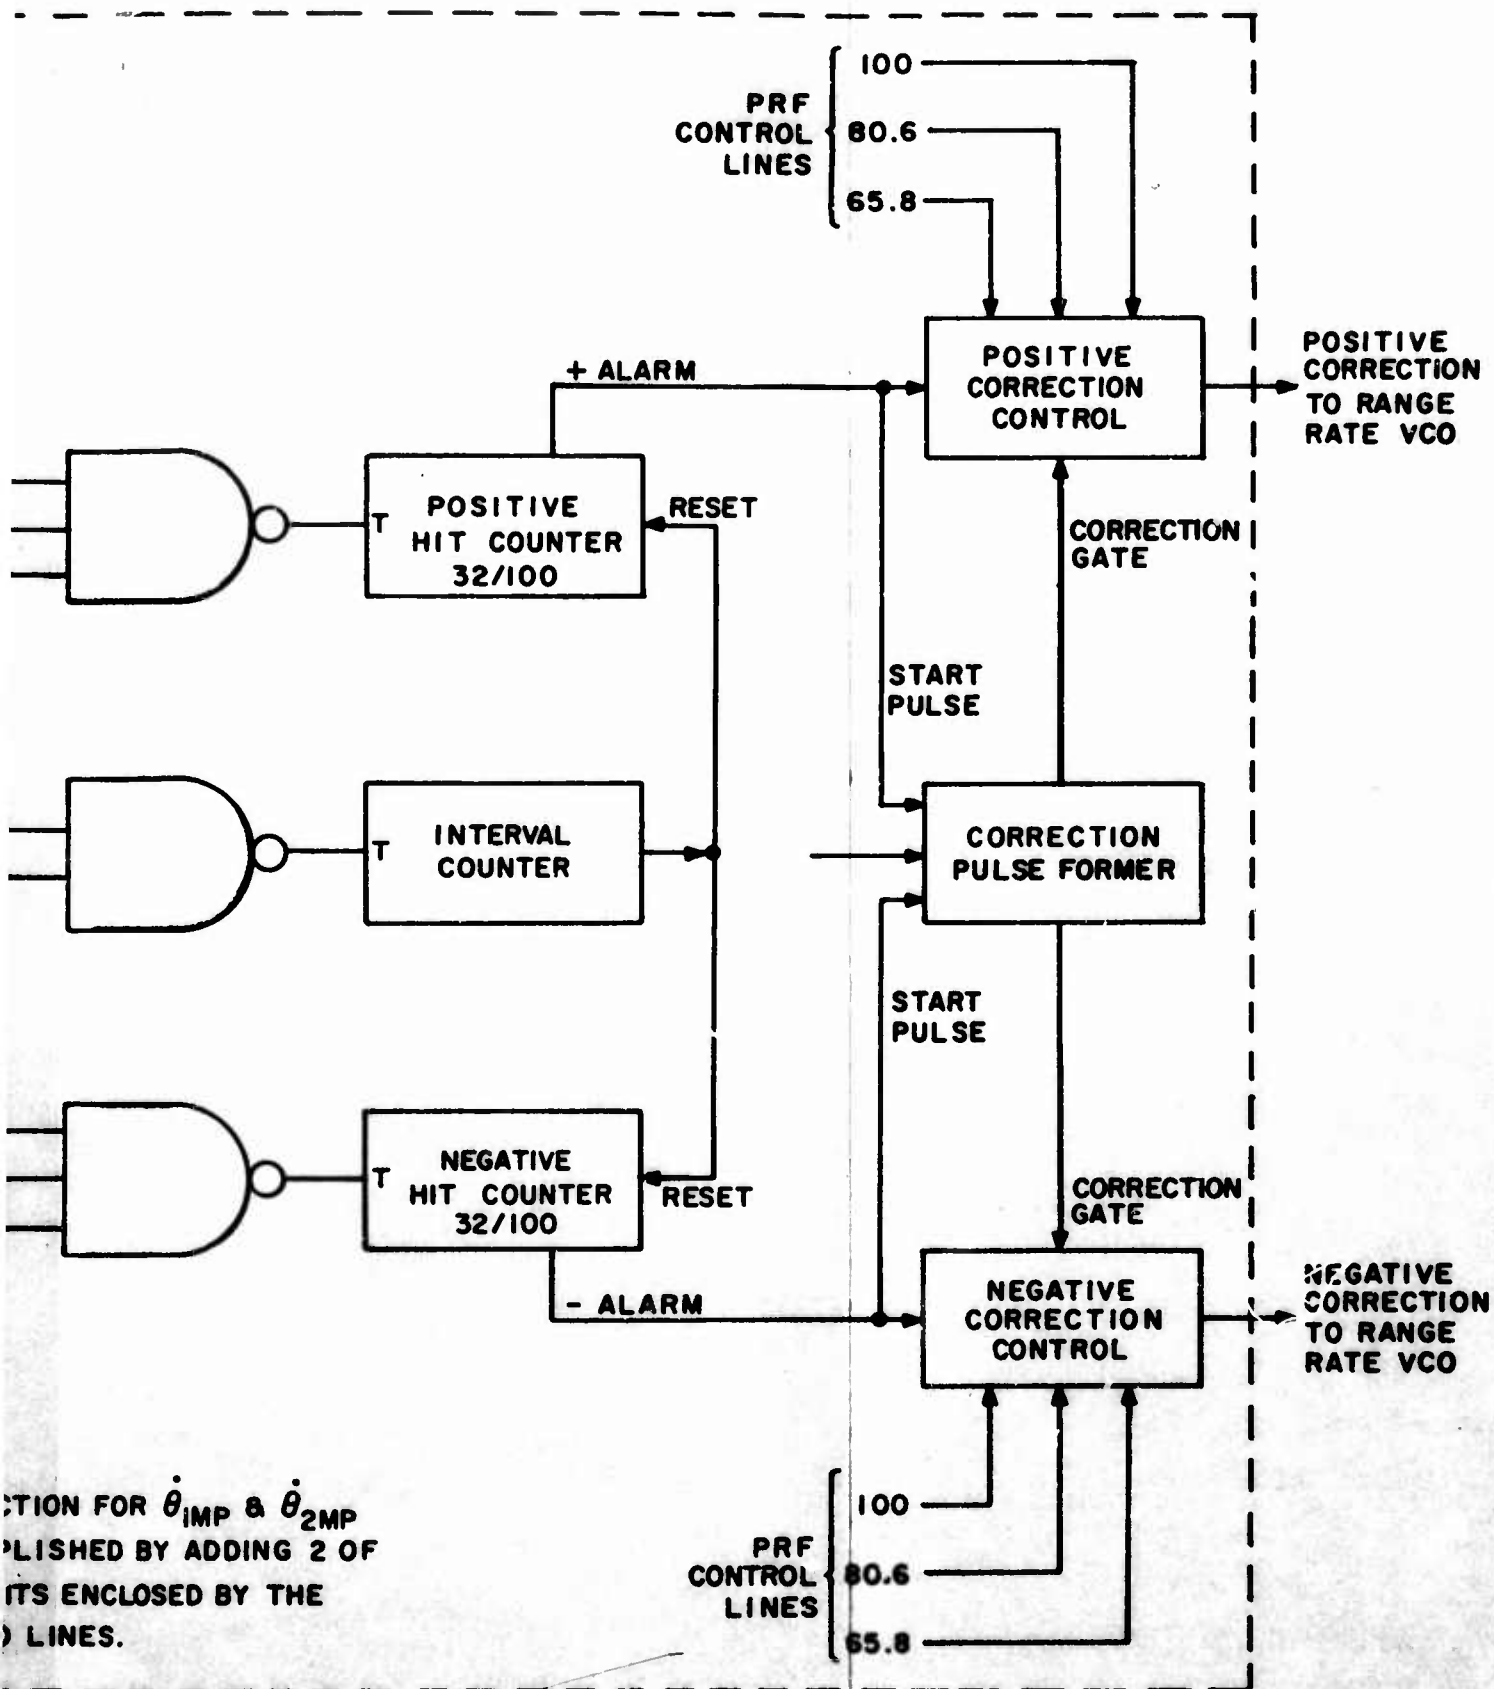 PRF
CONTROL
LINES
100
80.6
65.8
POSITIVE
CORRECTION
CONTROL
POSITIVE
CORRECTION
TO RANGE
RATE VCO
+ ALARM
T
POSITIVE
HIT COUNTER
32/100
RESET
CORRECTION
GATE
START
PULSE
T
INTERVAL
COUNTER
CORRECTION
PULSE FORMER
START
PULSE
T
NEGATIVE
HIT COUNTER
32/100
RESET
CORRECTION
GATE
- ALARM
NEGATIVE
CORRECTION
CONTROL
NEGATIVE
CORRECTION
TO RANGE
RATE VCO
PRF
CONTROL
LINES
100
80.6
65.8
CTION FOR θ̇1MP & θ̇2MP
PLISHED BY ADDING 2 OF
ITS ENCLOSED BY THE
) LINES.